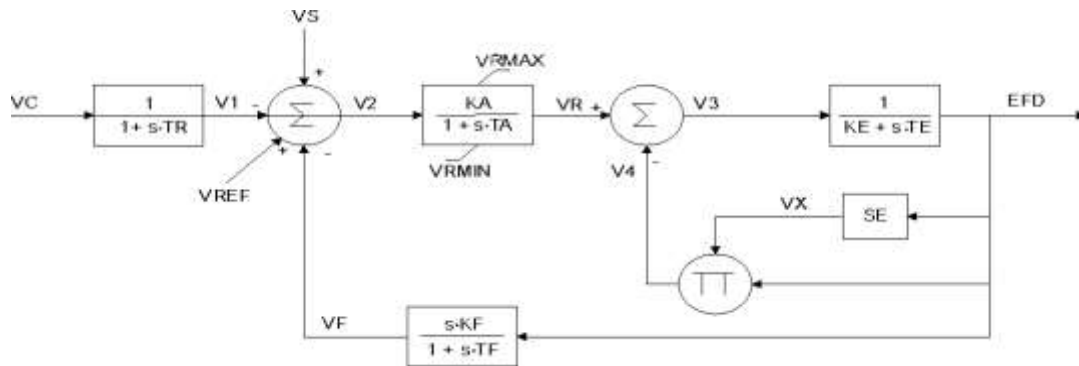 VS
VRMAX
VC
1
1+ s·TR
V1
-
+
Σ
V2
KA
1 + s·TA
VR
+
Σ
V3
1
KE + s·TE
EFD
+
-
VREF
VRMIN
V4
-
VX
SE
VF
s·KF
1 + s·TF